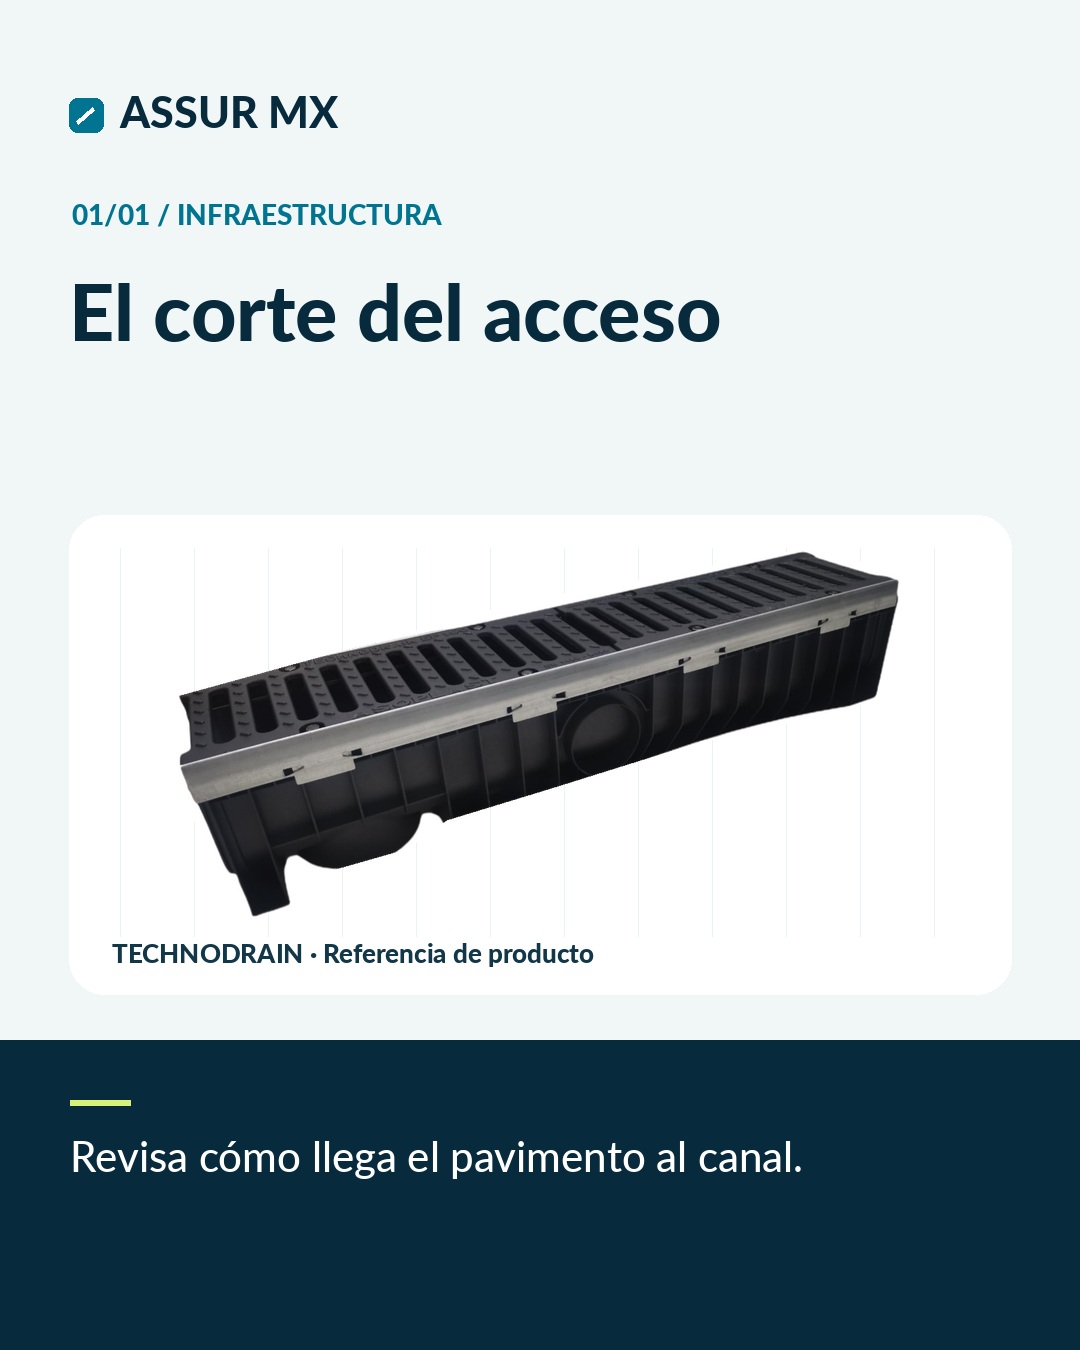 ASSUR MX
01/01 / INFRAESTRUCTURA
El corte del acceso
TECHNODRAIN · Referencia de producto
Revisa cómo llega el pavimento al canal.